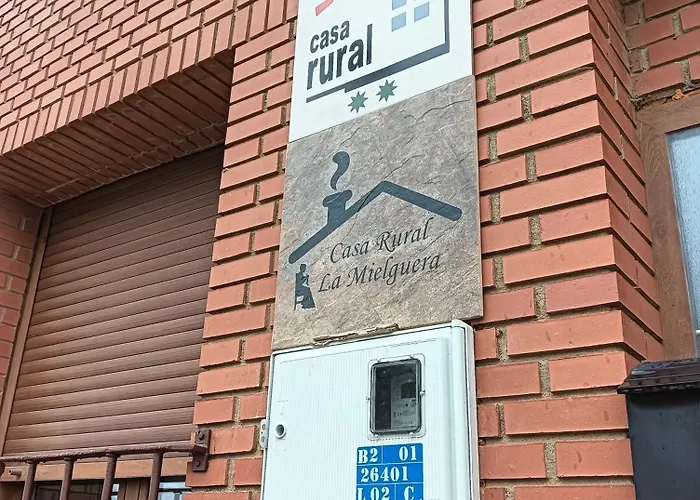 casa
rural
Casa Rural
La Mielguera
B2 01
26401
L02 C